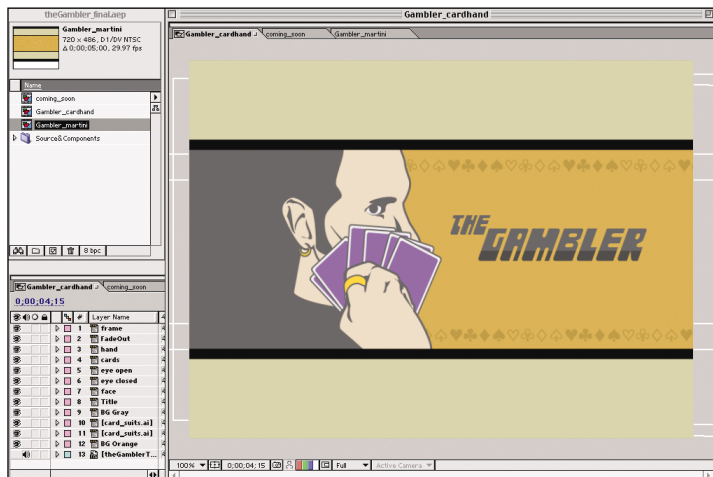 theGambler_final.aep
Gambler_martini
720 x 486, D1/DV NTSC
Δ 0;00;05;00, 29.97 fps
Name
coming_soon
Gambler_cardhand
Gambler_martini
Source&Components
8 bpc
Gambler_cardhand
coming_soon
0;00;04;15
# Layer Name
1 frame
2 FadeOut
3 hand
4 cards
5 eye open
6 eye closed
7 face
8 Title
9 BG Gray
10 [card_suits.ai]
11 [card_suits.ai]
12 BG Orange
13 [theGamblerT...
Gambler_cardhand
Gambler_cardhand
coming_soon
Gambler_martini
THE
GAMBLER
100% 0;00;04;15 Full Active Camera